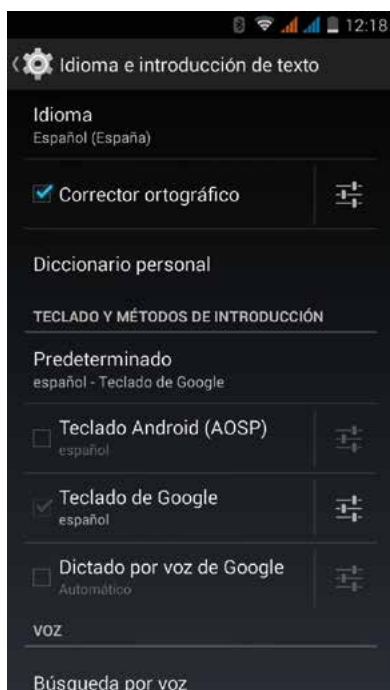 12:18
Idioma e introducción de texto
Idioma
Español (España)
Corrector ortográfico
Diccionario personal
TECLADO Y MÉTODOS DE INTRODUCCIÓN
Predeterminado
español - Teclado de Google
Teclado Android (AOSP)
español
Teclado de Google
español
Dictado por voz de Google
Automático
VOZ
Búsqueda por voz